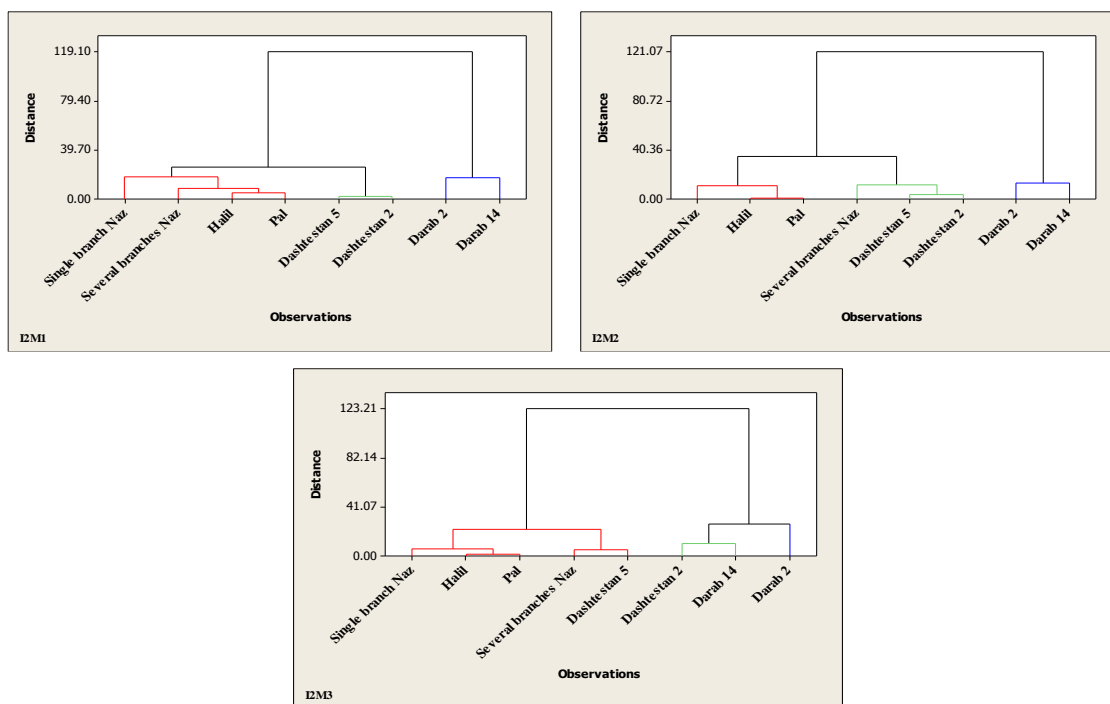 119.10
79.40
39.70
0.00
Distance
Single branch Naz
Several branches Naz
Halil
Pal
Dashtestan 5
Dashtestan 2
Darab 2
Darab 14
Observations
I2M1
121.07
80.72
40.36
0.00
Distance
Single branch Naz
Halil
Pal
Several branches Naz
Dashtestan 5
Dashtestan 2
Darab 2
Darab 14
Observations
I2M2
123.21
82.14
41.07
0.00
Distance
Single branch Naz
Halil
Pal
Several branches Naz
Dashtestan 5
Dashtestan 2
Darab 14
Darab 2
Observations
I2M3